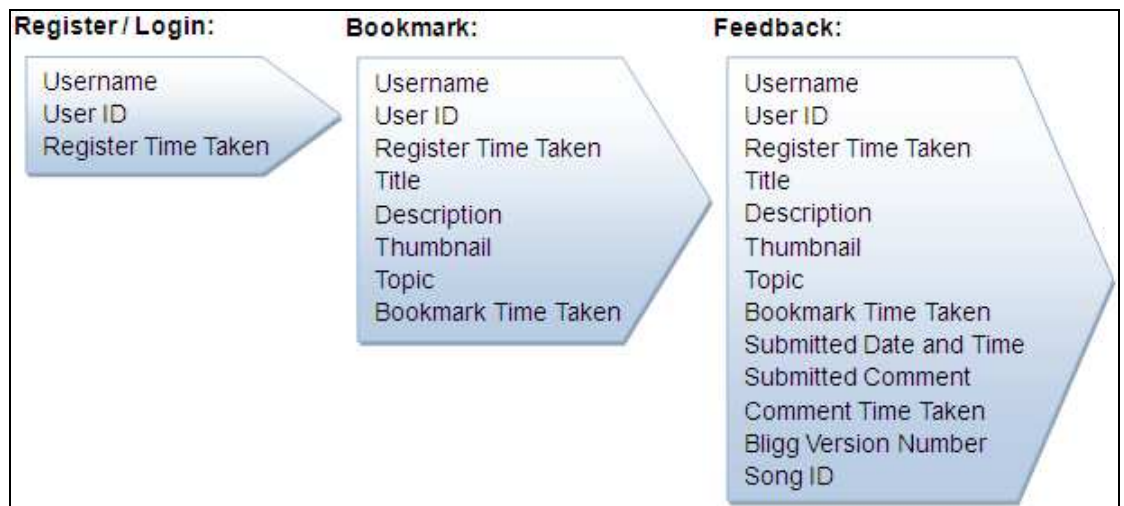 Register / Login:
Username
User ID
Register Time Taken
Bookmark:
Username
User ID
Register Time Taken
Title
Description
Thumbnail
Topic
Bookmark Time Taken
Feedback:
Username
User ID
Register Time Taken
Title
Description
Thumbnail
Topic
Bookmark Time Taken
Submitted Date and Time
Submitted Comment
Comment Time Taken
Bligg Version Number
Song ID